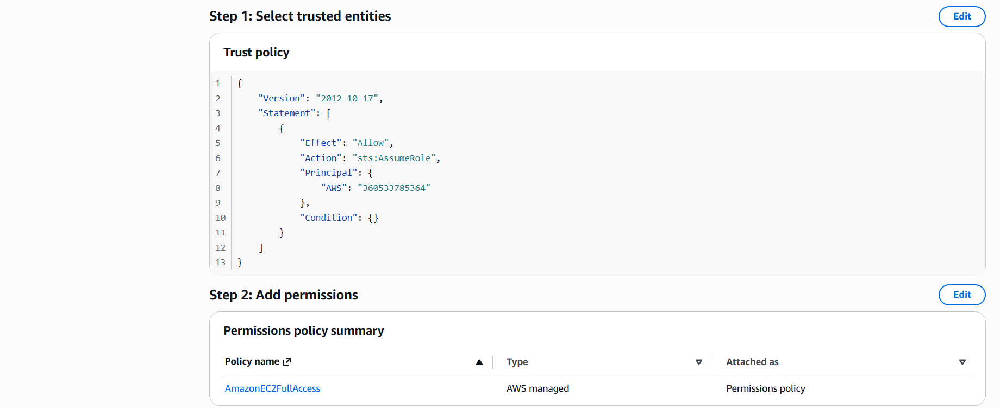 Step 1: Select trusted entities
Edit
Trust policy
1 {
2     "Version": "2012-10-17",
3     "Statement": [
4         {
5             "Effect": "Allow",
6             "Action": "sts:AssumeRole",
7             "Principal": {
8                 "AWS": "360533785364"
9             },
10             "Condition": {}
11         }
12     ]
13 }
Step 2: Add permissions
Edit
Permissions policy summary
Policy name Type Attached as
AmazonEC2FullAccess AWS managed Permissions policy